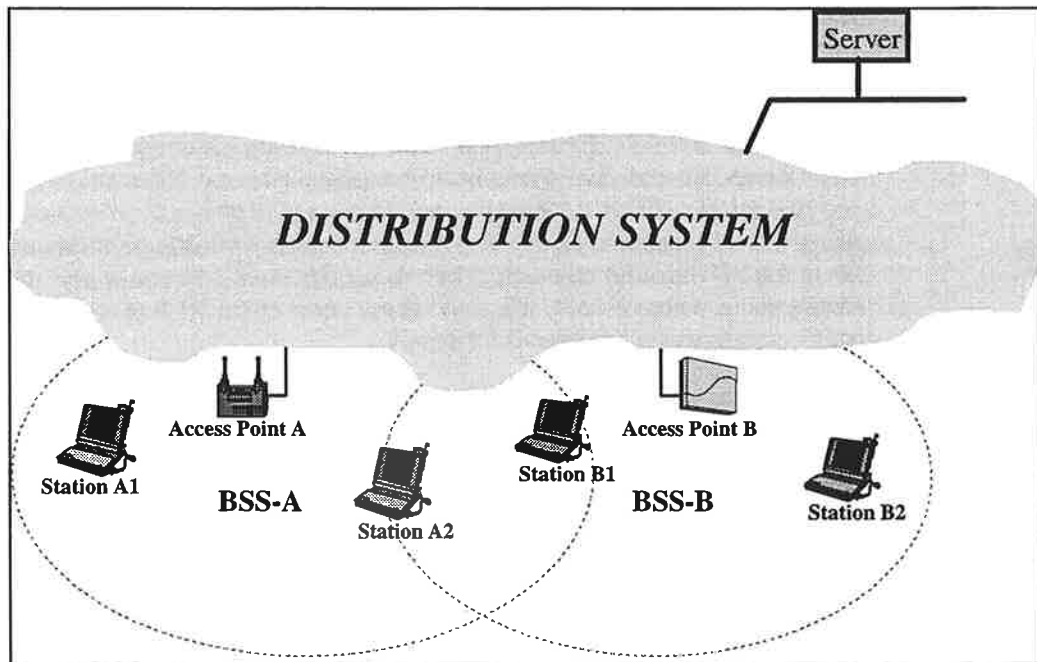 Server
DISTRIBUTION SYSTEM
Access Point A
Access Point B
Station A1
BSS-A
Station A2
Station B1
BSS-B
Station B2